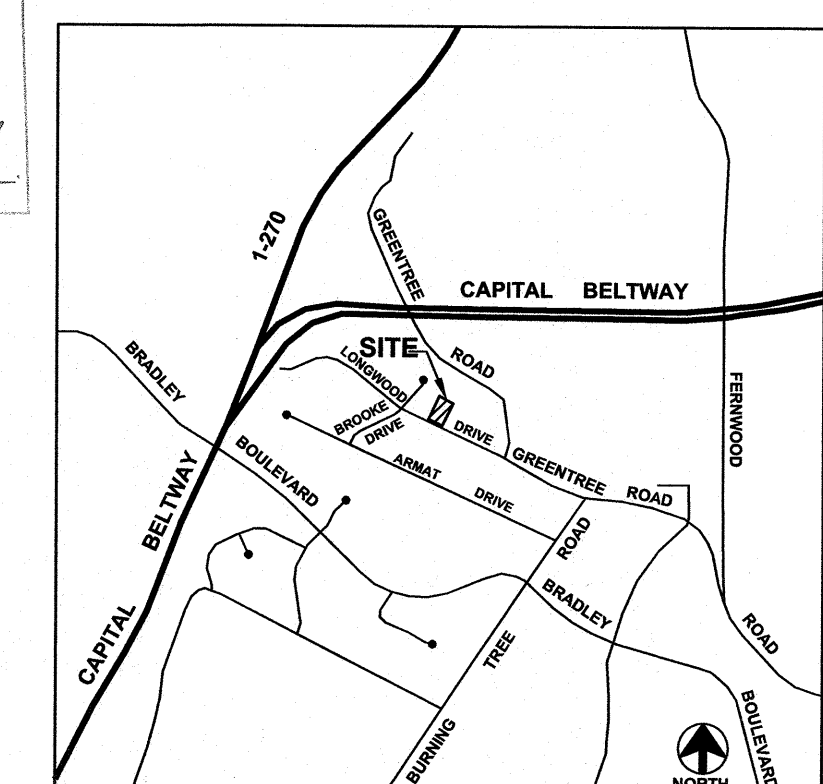 1-270
GREENTREE
ROAD
CAPITAL BELTWAY
SITE
LONGWOOD
DRIVE
BROOKE
DRIVE
BRADLEY
BOULEVARD
ARMAT
DRIVE
GREENTREE
ROAD
FERNWOOD
CAPITAL
BELTWAY
ROAD
BRADLEY
BOULEVARD
ROAD
TREE
BURNING
NORTH